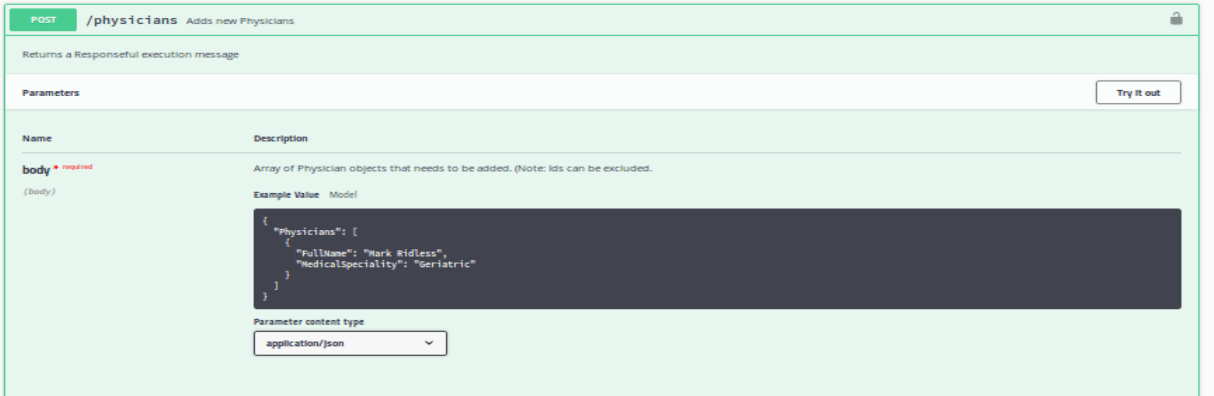 POST /physicians Adds new Physicians
Returns a Responseful execution message
Parameters Try it out
Name Description
body * required Array of Physician objects that needs to be added. (Note: Ids can be excluded.
(body)
Example Value Model
{
"Physicians": [
{
"FullName": "Mark Ridless",
"MedicalSpeciality": "Geriatric"
}
]
}
Parameter content type
application/json